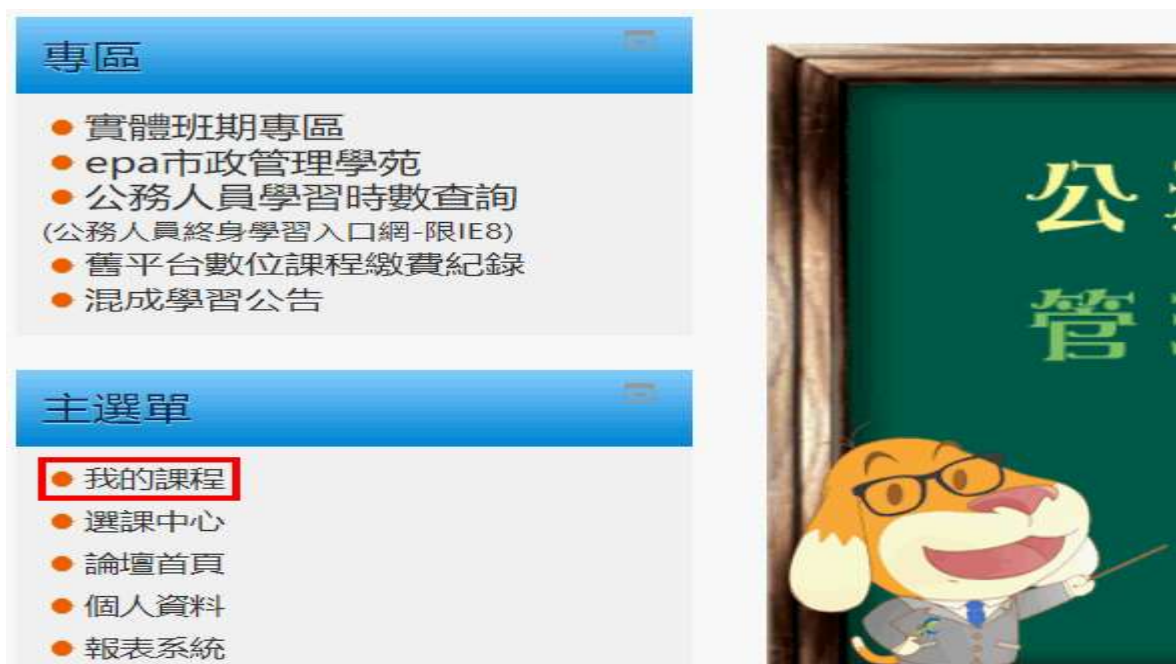 專區
實體班期專區
epa市政管理學苑
公務人員學習時數查詢
(公務人員終身學習入口網-限IE8)
舊平台數位課程繳費紀錄
混成學習公告
主選單
我的課程
選課中心
論壇首頁
個人資料
報表系統
公
管